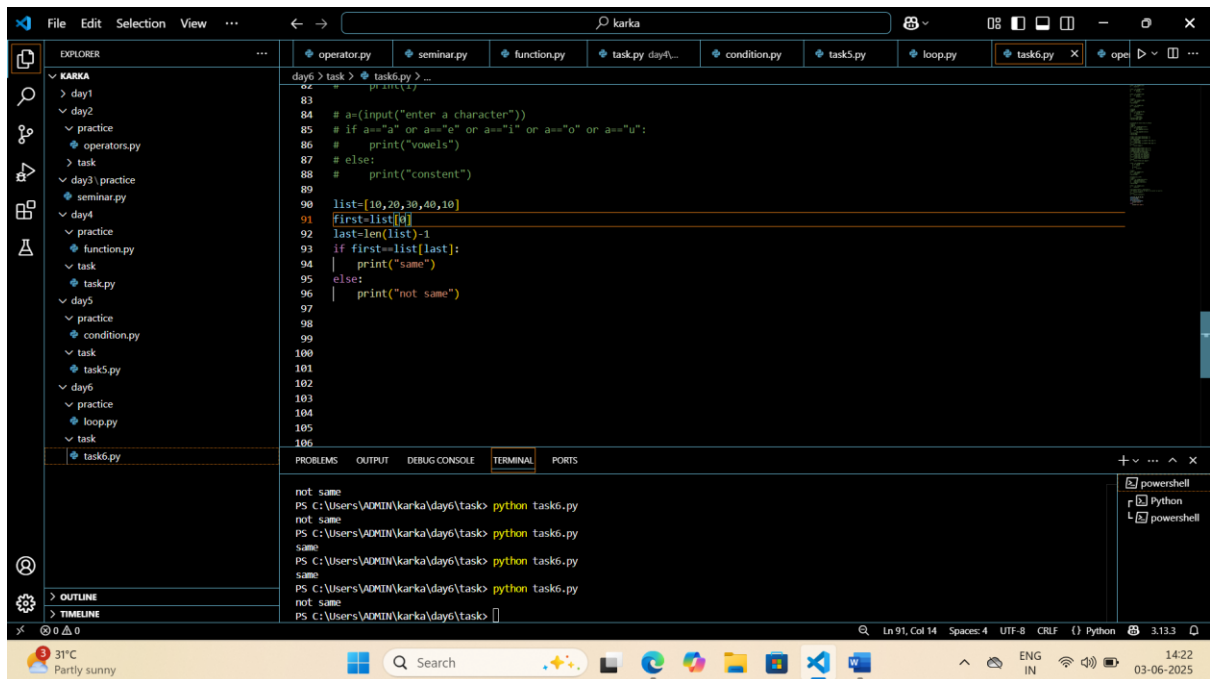 File Edit Selection View ··· karka
EXPLORER ···
KARKA
day1
day2
practice
operators.py
task
day3\practice
seminar.py
day4
practice
function.py
task
task.py
day5
practice
condition.py
task
task5.py
day6
practice
loop.py
task
task6.py
OUTLINE
TIMELINE
operator.py seminar.py function.py task.py day4\... condition.py task5.py loop.py task6.py
day6 > task > task6.py > ...
82 #     print(i)
83
84 # a=(input("enter a character"))
85 # if a=="a" or a=="e" or a=="i" or a=="o" or a=="u":
86 #     print("vowels")
87 # else:
88 #     print("constent")
89
90 list=[10,20,30,40,10]
91 first=list[0]
92 last=len(list)-1
93 if first==list[last]:
94     print("same")
95 else:
96     print("not same")
97
98
99
100
101
102
103
104
105
106
PROBLEMS OUTPUT DEBUG CONSOLE TERMINAL PORTS
not same
PS C:\Users\ADMIN\karka\day6\task> python task6.py
not same
PS C:\Users\ADMIN\karka\day6\task> python task6.py
same
PS C:\Users\ADMIN\karka\day6\task> python task6.py
same
PS C:\Users\ADMIN\karka\day6\task> python task6.py
not same
PS C:\Users\ADMIN\karka\day6\task>
powershell
Python
powershell
0 0 Ln 91, Col 14 Spaces: 4 UTF-8 CRLF {} Python 3.13.3
3 31°C
Partly sunny
Search
ENG
IN
14:22
03-06-2025